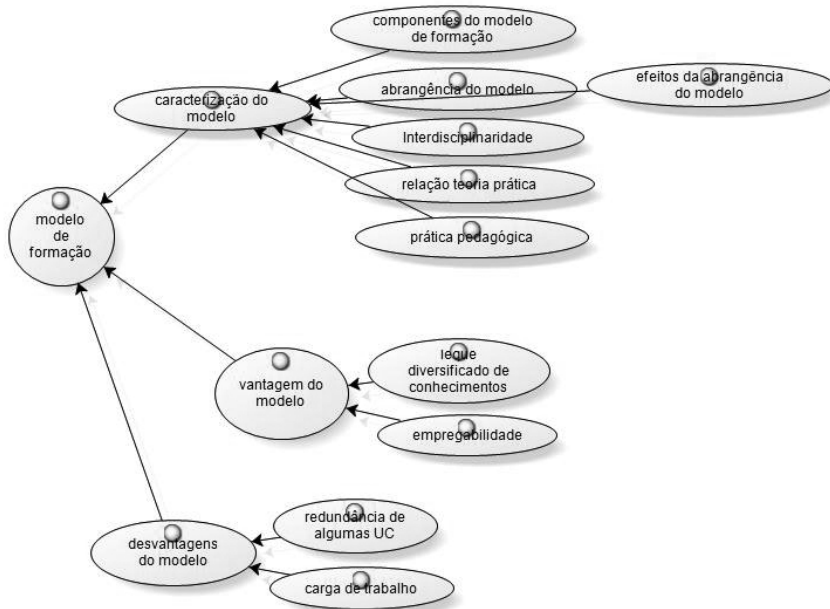 componentes do modelo
de formação
caracterização do
modelo
abrangência do modelo
efeitos da abrangência
do modelo
Interdisciplinaridade
relação teoria prática
prática pedagógica
modelo
de
formação
vantagem do
modelo
leque
diversificado de
conhecimentos
empregabilidade
desvantagens
do modelo
redundância de
algumas UC
carga de trabalho